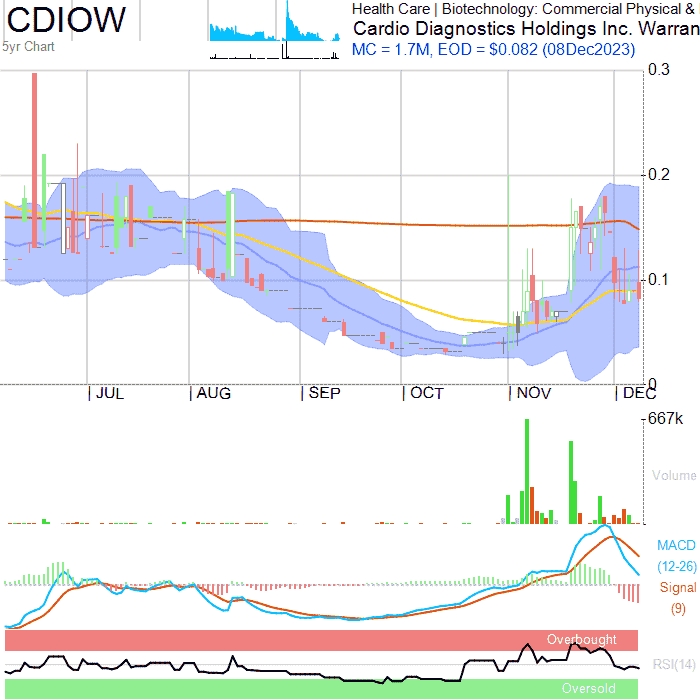 CDIOW
5yr Chart
Health Care | Biotechnology: Commercial Physical &
Cardio Diagnostics Holdings Inc. Warran
MC = 1.7M, EOD = $0.082 (08Dec2023)
0.3
0.2
0.1
0
JUL AUG SEP OCT NOV DEC
667k
Volume
MACD
(12-26)
Signal
(9)
Overbought
RSI(14)
Oversold